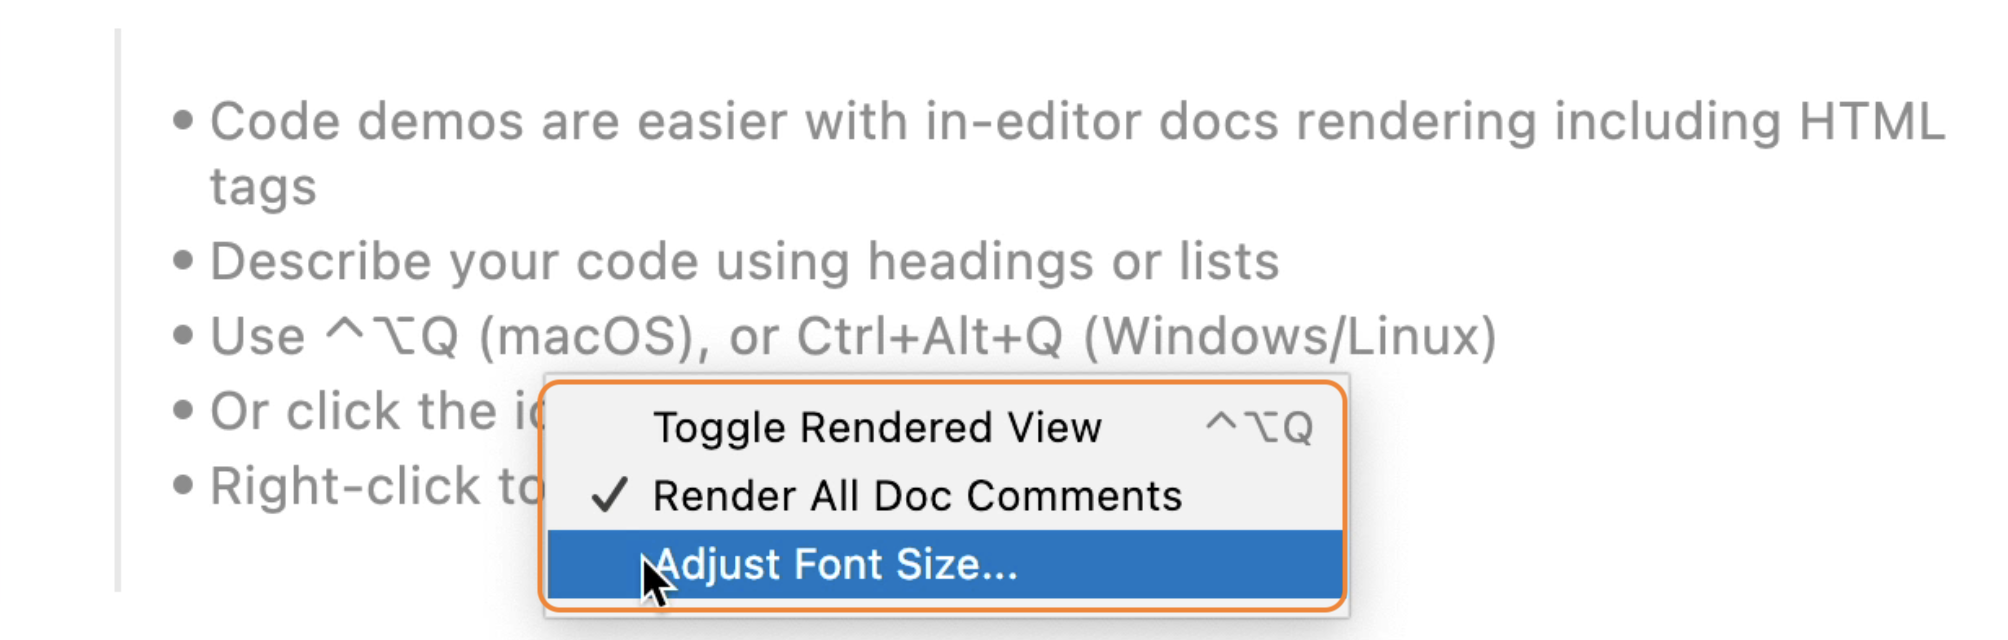 • Code demos are easier with in-editor docs rendering including HTML
tags
• Describe your code using headings or lists
• Use ⌃⌥Q (macOS), or Ctrl+Alt+Q (Windows/Linux)
• Or click the
• Right-click to
Toggle Rendered View ⌃⌥Q
✓ Render All Doc Comments
Adjust Font Size...